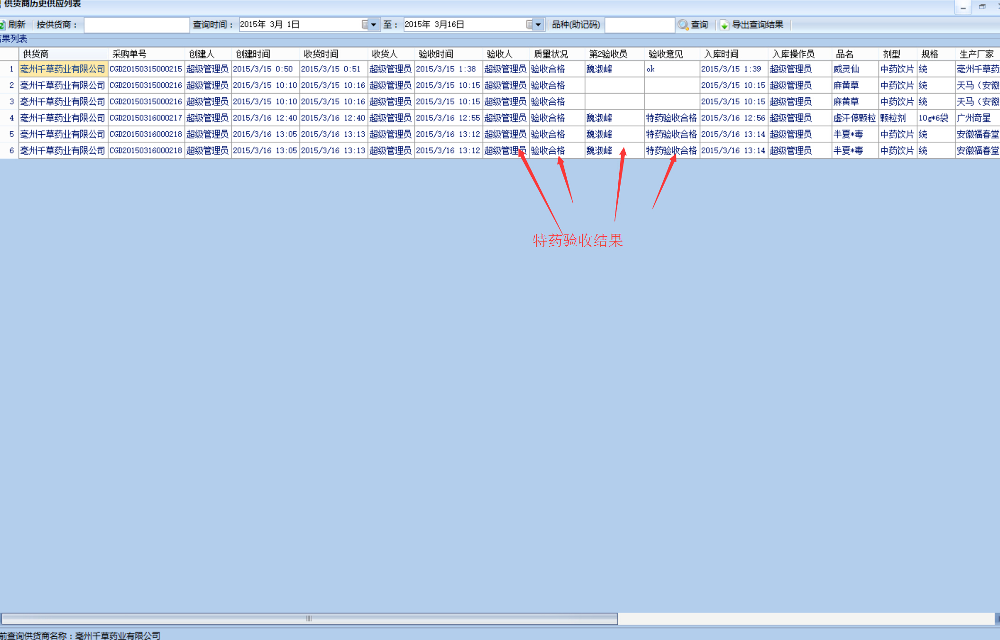 供货商历史供应列表
刷新 按供货商： 查询时间： 2015年 3月 1日 至： 2015年 3月16日 品种(助记码) 查询 导出查询结果
果列表
供货商 采购单号 创建人 创建时间 收货时间 收货人 验收时间 验收人 质量状况 第2验收员 验收意见 入库时间 入库操作员 品名 剂型 规格 生产厂家
1 亳州千草药业有限公司 CGD20150315000215 超级管理员 2015/3/15 0:50 2015/3/15 0:51 超级管理员 2015/3/15 1:38 超级管理员 验收合格 魏淑峰 ok 2015/3/15 1:39 超级管理员 威灵仙 中药饮片 统 亳州千草药
2 亳州千草药业有限公司 CGD20150315000216 超级管理员 2015/3/15 10:10 2015/3/15 10:16 超级管理员 2015/3/15 10:15 超级管理员 验收合格 2015/3/15 10:15 超级管理员 麻黄草 中药饮片 统 天马（安徽
3 亳州千草药业有限公司 CGD20150315000216 超级管理员 2015/3/15 10:10 2015/3/15 10:16 超级管理员 2015/3/15 10:15 超级管理员 验收合格 2015/3/15 10:15 超级管理员 麻黄草 中药饮片 统 天马（安徽
4 亳州千草药业有限公司 CGD20150316000217 超级管理员 2015/3/16 12:40 2015/3/16 12:40 超级管理员 2015/3/16 12:55 超级管理员 验收合格 魏淑峰 特药验收合格 2015/3/16 12:56 超级管理员 虚汗停颗粒 颗粒剂 10g*6袋 广州奇星
5 亳州千草药业有限公司 CGD20150316000218 超级管理员 2015/3/16 13:05 2015/3/16 13:13 超级管理员 2015/3/16 13:12 超级管理员 验收合格 魏淑峰 特药验收合格 2015/3/16 13:14 超级管理员 半夏*毒 中药饮片 统 安徽福春堂
6 亳州千草药业有限公司 CGD20150316000218 超级管理员 2015/3/16 13:05 2015/3/16 13:13 超级管理员 2015/3/16 13:12 超级管理员 验收合格 魏淑峰 特药验收合格 2015/3/16 13:14 超级管理员 半夏*毒 中药饮片 统 安徽福春堂
特药验收结果
前查询供货商名称：亳州千草药业有限公司